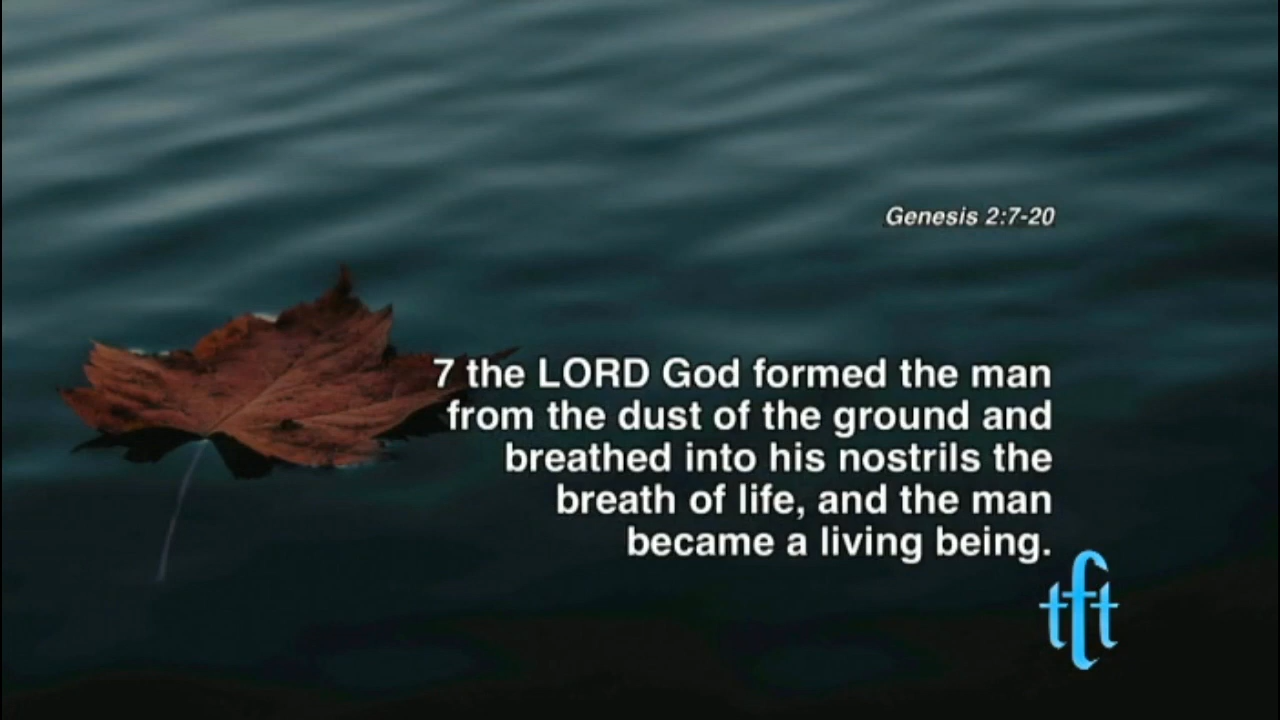 Genesis 2:7-20
7 the LORD God formed the man
from the dust of the ground and
breathed into his nostrils the
breath of life, and the man
became a living being.
tft